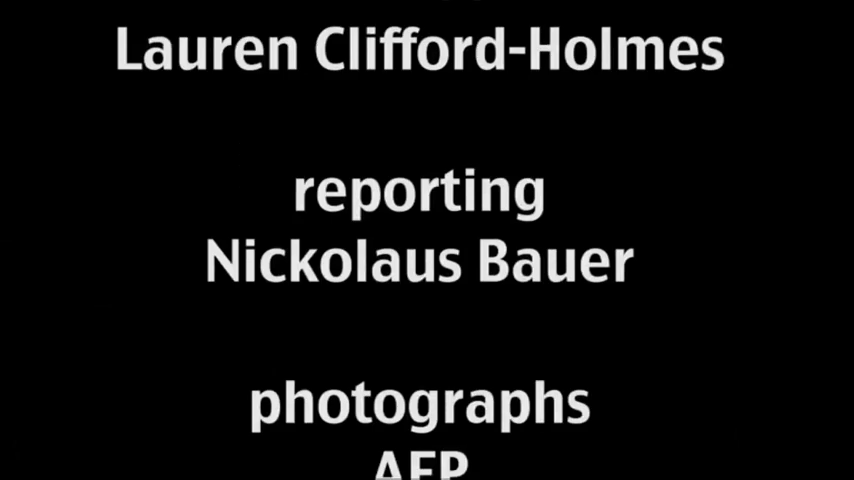 Lauren Clifford-Holmes
reporting
Nickolaus Bauer
photographs
AFP